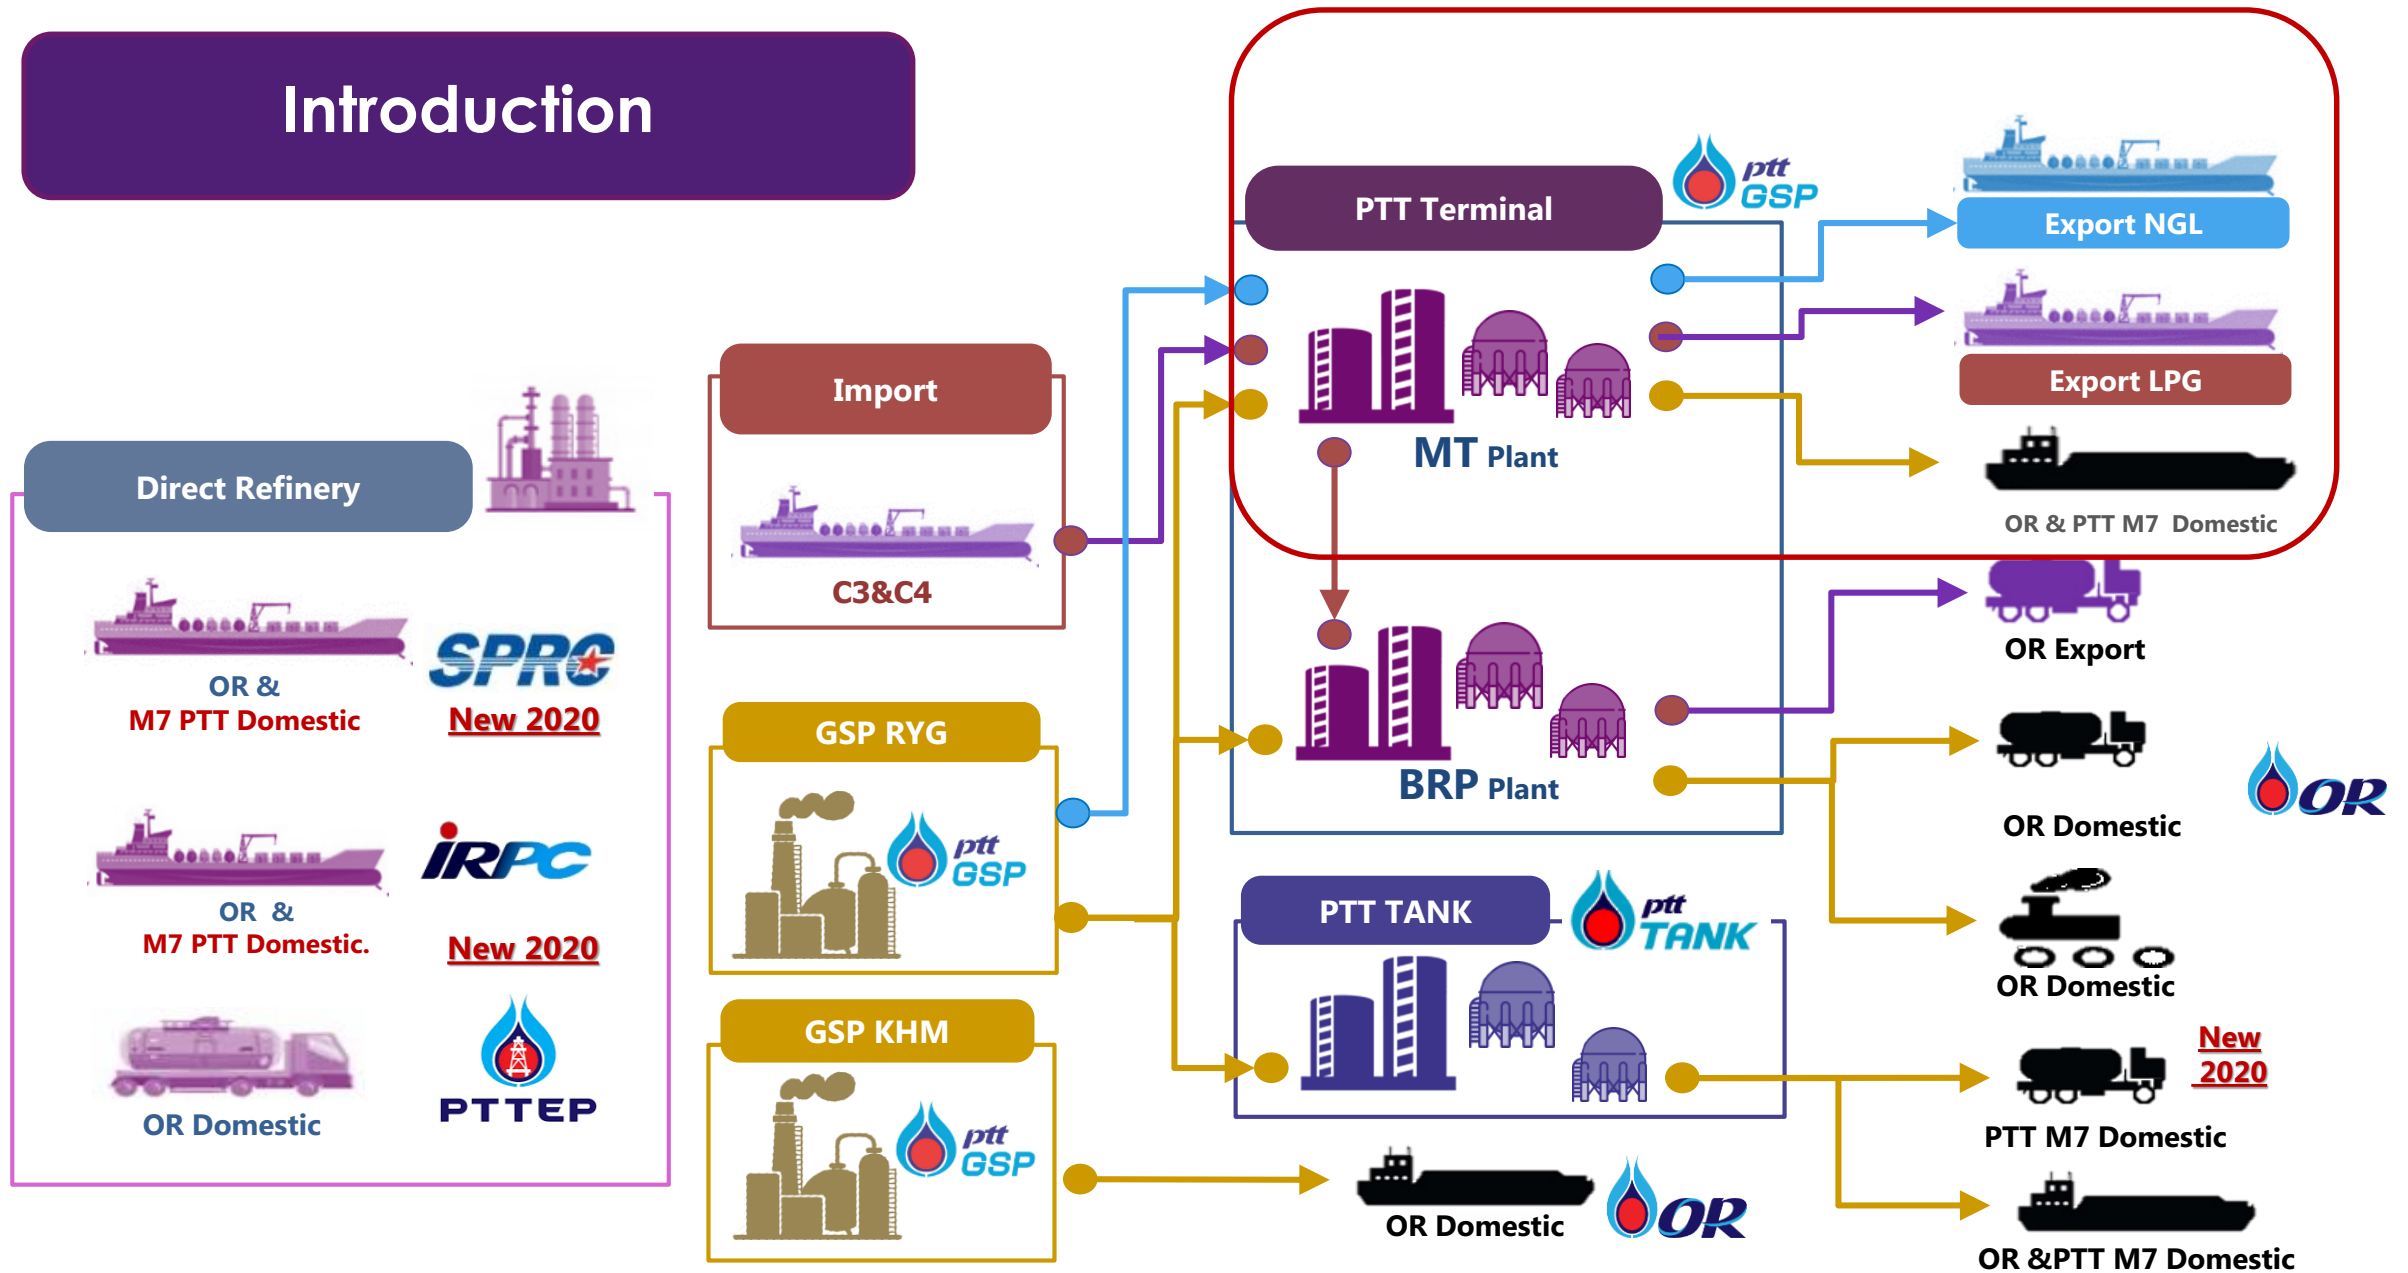 Introduction
Direct Refinery
OR &
M7 PTT Domestic
SPRC
New 2020
OR &
M7 PTT Domestic.
iRPC
New 2020
OR Domestic
PTTEP
Import
C3&C4
GSP RYG
ptt
GSP
GSP KHM
ptt
GSP
PTT Terminal
ptt
GSP
MT Plant
BRP Plant
PTT TANK
ptt
TANK
OR Domestic
OR
Export NGL
Export LPG
OR & PTT M7 Domestic
OR Export
OR Domestic
OR
OR Domestic
New
2020
PTT M7 Domestic
OR &PTT M7 Domestic